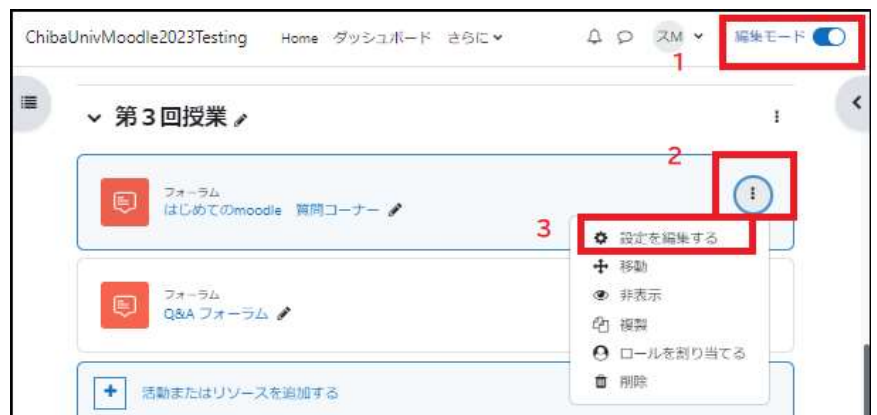 ChibaUnivMoodle2023Testing Home ダッシュボード さらに スM 編集モード
1
第3回授業
2
フォーラム
はじめてのmoodle 質問コーナー
3
設定を編集する
移動
フォーラム
非表示
Q&A フォーラム
複製
ロールを割り当てる
活動またはリソースを追加する
削除